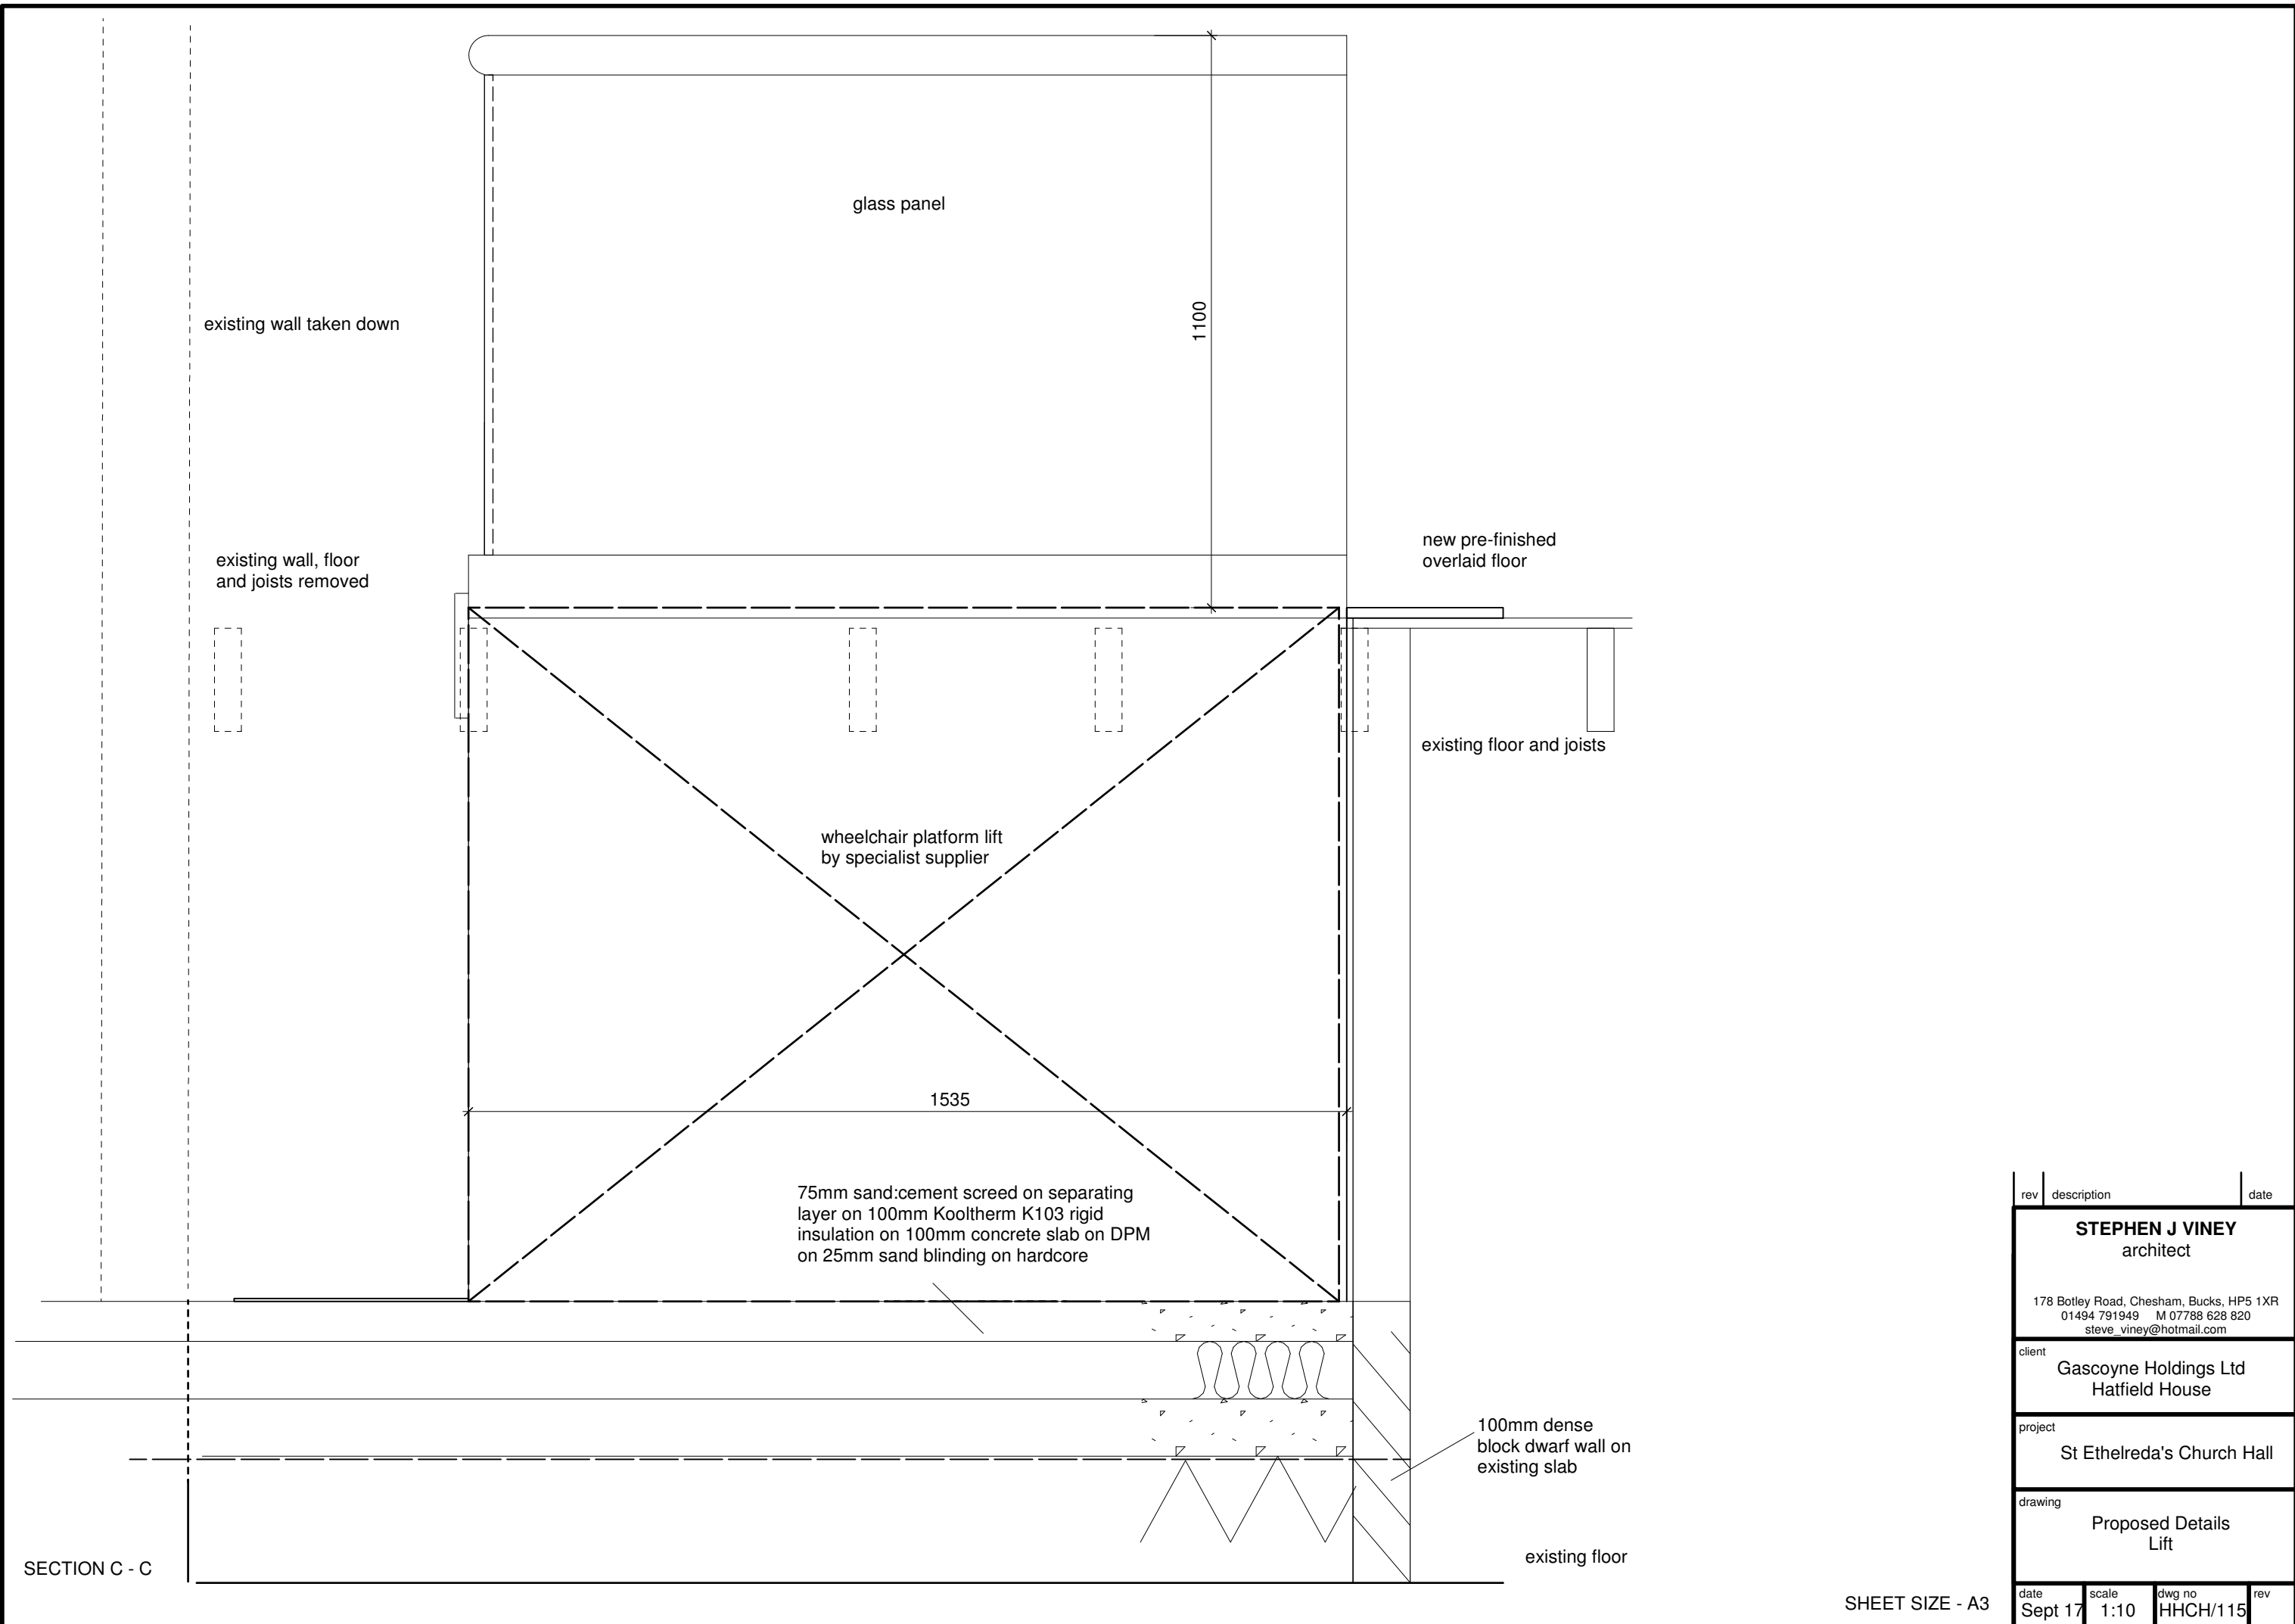 glass panel
existing wall taken down
1100
new pre-finished
overlaid floor
existing wall, floor
and joists removed
existing floor and joists
wheelchair platform lift
by specialist supplier
1535
75mm sand:cement screed on separating
layer on 100mm Kooltherm K103 rigid
insulation on 100mm concrete slab on DPM
on 25mm sand blinding on hardcore
100mm dense
block dwarf wall on
existing slab
existing floor
SECTION C - C
SHEET SIZE - A3
rev description date
STEPHEN J VINEY
architect
178 Botley Road, Chesham, Bucks, HP5 1XR
01494 791949 M 07788 628 820
steve_viney@hotmail.com
client
Gascoyne Holdings Ltd
Hatfield House
project
St Ethelreda's Church Hall
drawing
Proposed Details
Lift
date scale dwg no rev
Sept 17 1:10 HHCH/115